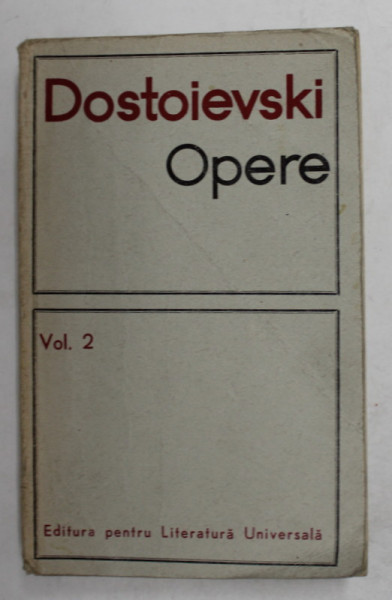 Dostoievski
Opere
Vol. 2
Editura pentru Literatură Universală